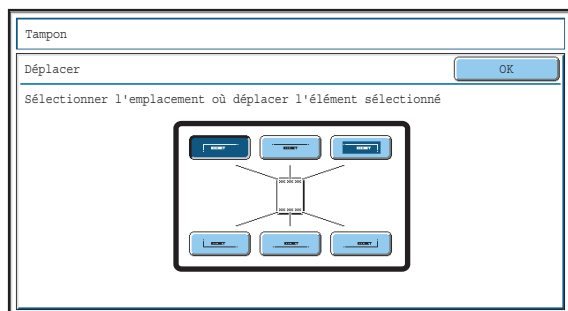 Tampon
Déplacer
OK
Sélectionner l'emplacement où déplacer l'élément sélectionné